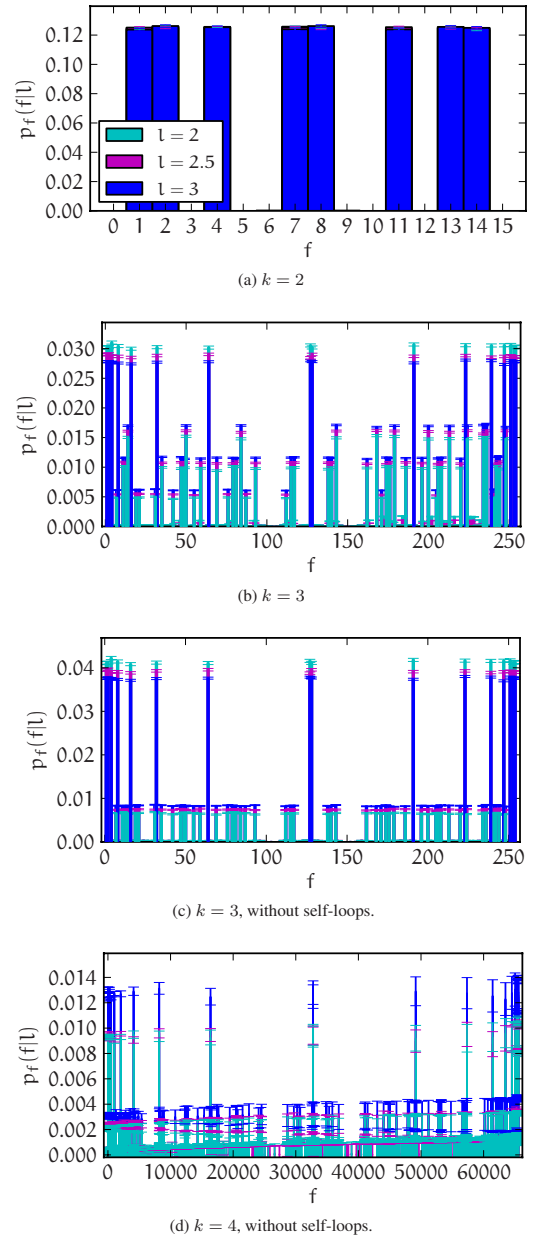 0.12
0.10
0.08
0.06
0.04
0.02
0.00
p_f(f|l)
l = 2
l = 2.5
l = 3
0 1 2 3 4 5 6 7 8 9 10 11 12 13 14 15
f
(a) k = 2
0.030
0.025
0.020
0.015
0.010
0.005
0.000
p_f(f|l)
0 50 100 150 200 250
f
(b) k = 3
0.04
0.03
0.02
0.01
0.00
p_f(f|l)
0 50 100 150 200 250
f
(c) k = 3, without self-loops.
0.014
0.012
0.010
0.008
0.006
0.004
0.002
0.000
p_f(f|l)
0 10000 20000 30000 40000 50000 60000
f
(d) k = 4, without self-loops.